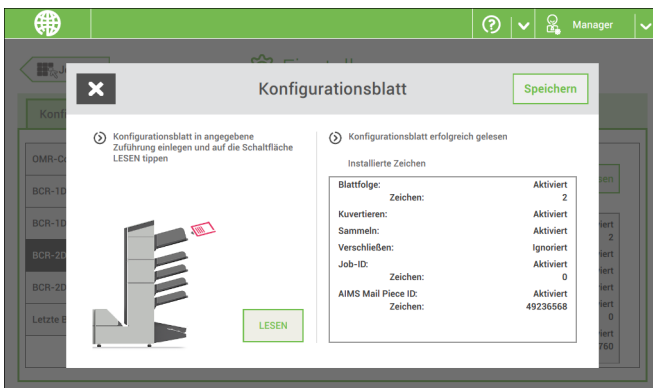 Manager
Konfigurationsblatt
Speichern
Konfigurationsblatt in angegebene
Zuführung einlegen und auf die Schaltfläche
LESEN tippen
LESEN
Konfigurationsblatt erfolgreich gelesen
Installierte Zeichen
Blattfolge: Aktiviert
Zeichen: 2
Kuvertieren: Aktiviert
Sammeln: Aktiviert
Verschließen: Ignoriert
Job-ID: Aktiviert
Zeichen: 0
AIMS Mail Piece ID: Aktiviert
Zeichen: 49236568
BCR-1D
BCR-1D
BCR-2D
BCR-2D
2
0